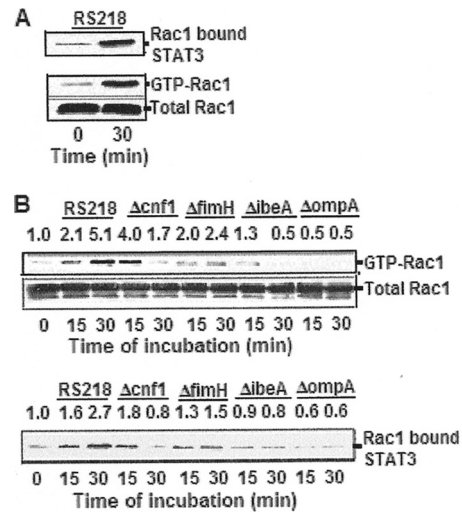 A
RS218
Rac1 bound
STAT3
GTP-Rac1
Total Rac1
0 30
Time (min)
B
RS218 Δcnf1 ΔfimH ΔibeA ΔompA
1.0 2.1 5.1 4.0 1.7 2.0 2.4 1.3 0.5 0.5 0.5
GTP-Rac1
Total Rac1
0 15 30 15 30 15 30 15 30 15 30
Time of incubation (min)
RS218 Δcnf1 ΔfimH ΔibeA ΔompA
1.0 1.6 2.7 1.8 0.8 1.3 1.5 0.9 0.8 0.6 0.6
Rac1 bound
STAT3
0 15 30 15 30 15 30 15 30 15 30
Time of incubation (min)